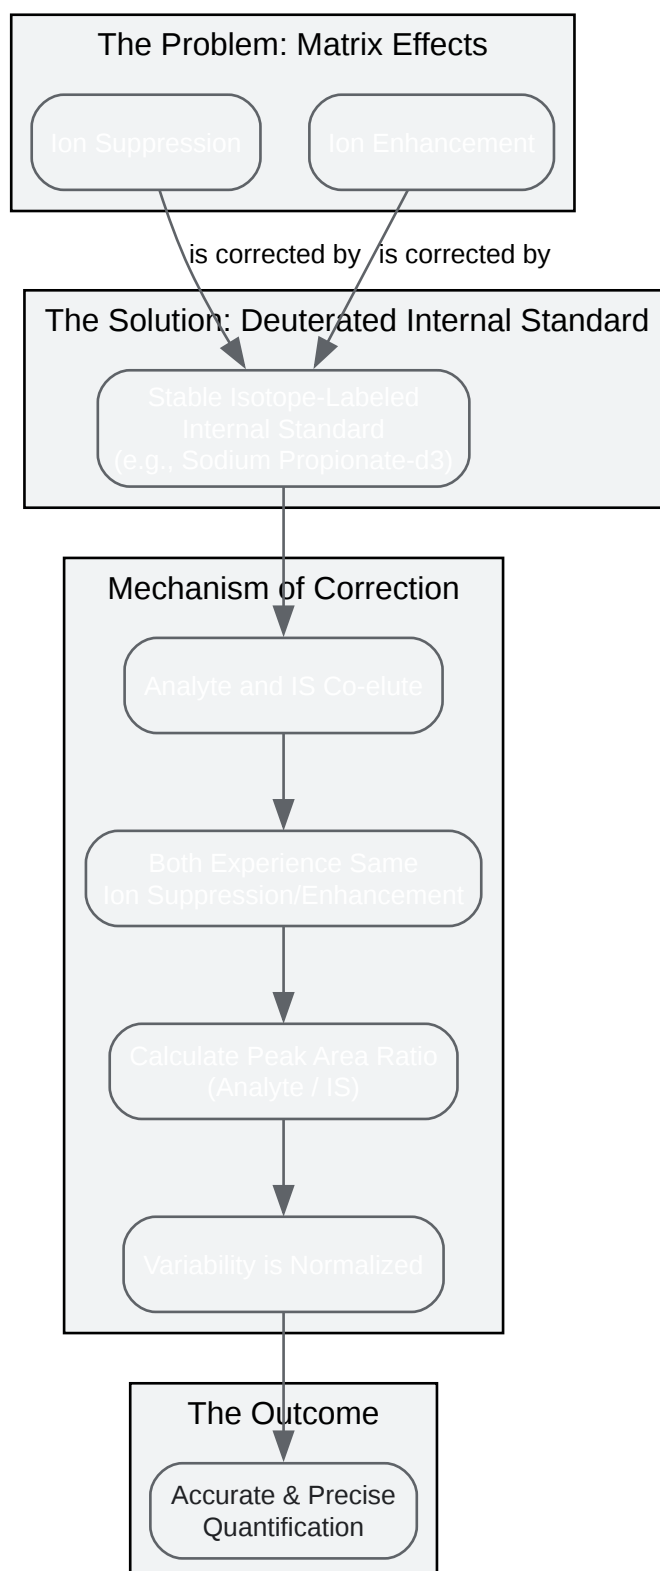 The Problem: Matrix Effects
Ion Suppression
Ion Enhancement
is corrected by
is corrected by
The Solution: Deuterated Internal Standard
Stable Isotope-Labeled
Internal Standard
(e.g., Sodium Propionate-d3)
Mechanism of Correction
Analyte and IS Co-elute
Both Experience Same
Ion Suppression/Enhancement
Calculate Peak Area Ratio
(Analyte / IS)
Variability is Normalized
The Outcome
Accurate & Precise
Quantification